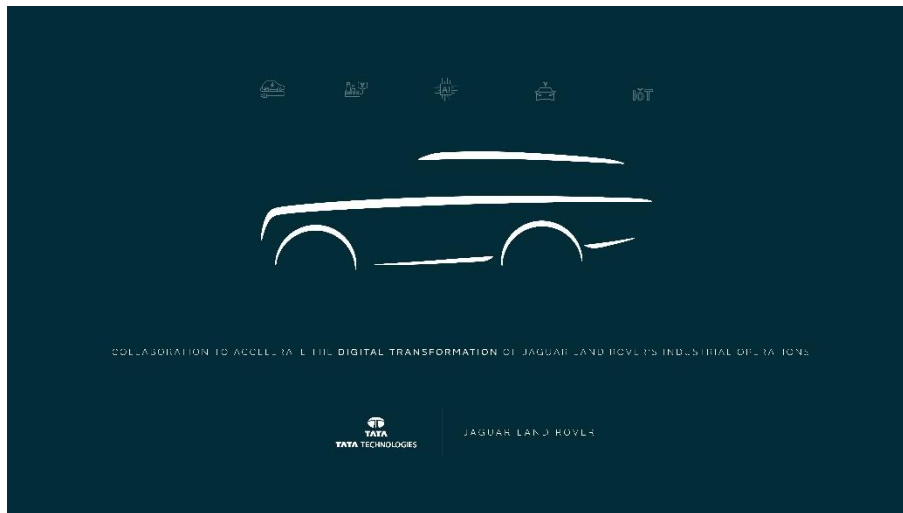 AI
IoT
COLLABORATION TO ACCELERATE THE DIGITAL TRANSFORMATION OF JAGUAR LAND ROVER'S INDUSTRIAL OPERATIONS
TATA
TATA TECHNOLOGIES
JAGUAR LAND ROVER